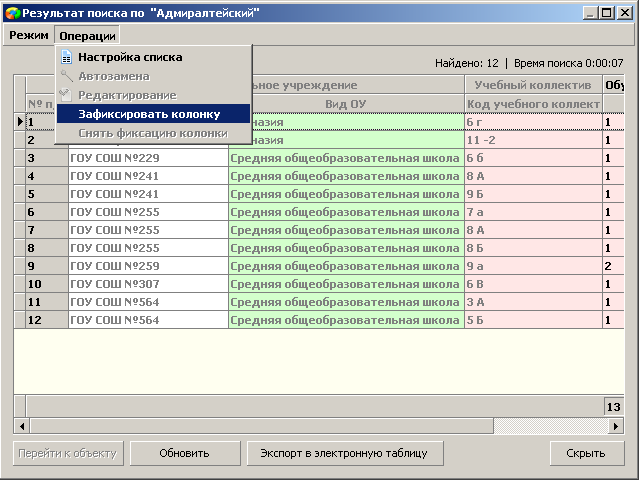 Результат поиска по "Адмиралтейский"
Режим Операции
Настройка списка
Автозамена
Редактирование
Зафиксировать колонку
Снять фиксацию колонки
Найдено: 12 | Время поиска 0:00:07
льное учреждение Учебный коллектив Обу
№ п Вид ОУ Код учебного коллект
1 назия 6 г 1
2 назия 11 -2 1
3 ГОУ СОШ №229 Средняя общеобразовательная школа 6 б 1
4 ГОУ СОШ №241 Средняя общеобразовательная школа 8 А 1
5 ГОУ СОШ №241 Средняя общеобразовательная школа 9 Б 1
6 ГОУ СОШ №255 Средняя общеобразовательная школа 7 а 1
7 ГОУ СОШ №255 Средняя общеобразовательная школа 8 А 1
8 ГОУ СОШ №255 Средняя общеобразовательная школа 8 Б 1
9 ГОУ СОШ №259 Средняя общеобразовательная школа 9 а 2
10 ГОУ СОШ №307 Средняя общеобразовательная школа 6 В 1
11 ГОУ СОШ №564 Средняя общеобразовательная школа 3 А 1
12 ГОУ СОШ №564 Средняя общеобразовательная школа 5 Б 1
13
Перейти к объекту Обновить Экспорт в электронную таблицу Скрыть